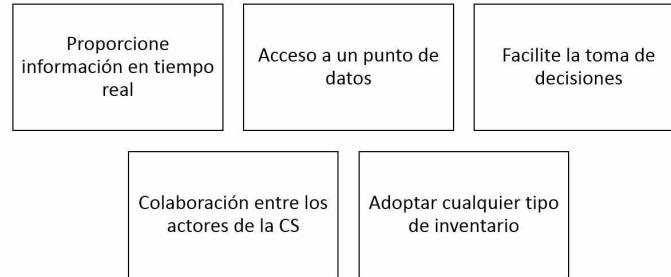 Proporcione
información en tiempo
real
Acceso a un punto de
datos
Facilite la toma de
decisiones
Colaboración entre los
actores de la CS
Adoptar cualquier tipo
de inventario